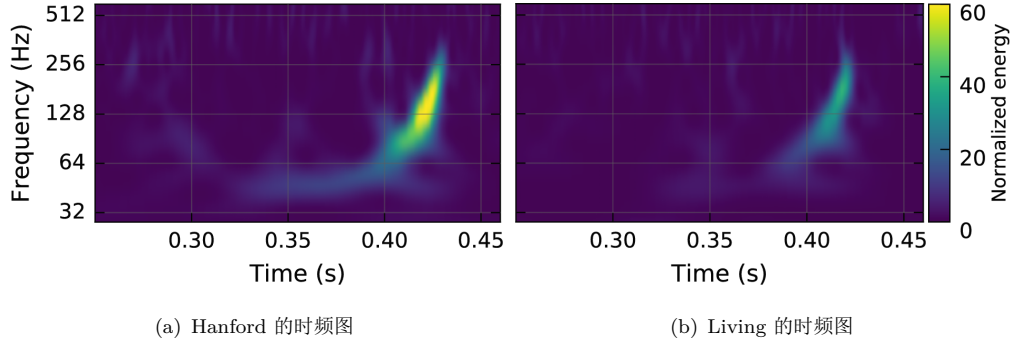 512
256
128
64
32
Frequency (Hz)
0.30 0.35 0.40 0.45
Time (s)
0.30 0.35 0.40 0.45
Time (s)
60
40
20
0
Normalized energy
(a) Hanford 的时频图
(b) Living 的时频图